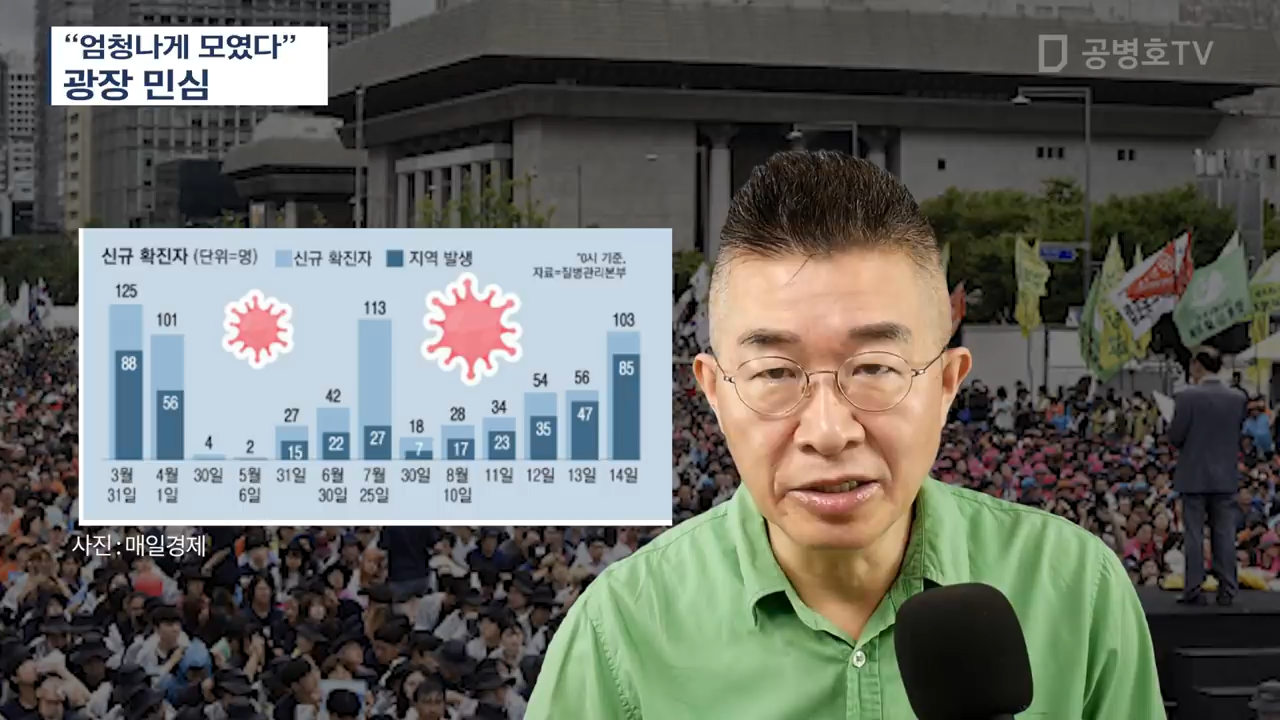 “엄청나게 모였다”
광장 민심
공병호TV
신규 확진자 (단위=명) 신규 확진자 지역 발생
*0시 기준.
자료=질병관리본부
125
101
4
2
27
42
113
18
28
34
54
56
103
88
56
15
22
27
7
17
23
35
47
85
3월 4월 30일 5월 31일 6월 7월 30일 8월 11일 12일 13일 14일
31일 1일 6일 30일 25일 10일
사진 : 매일경제